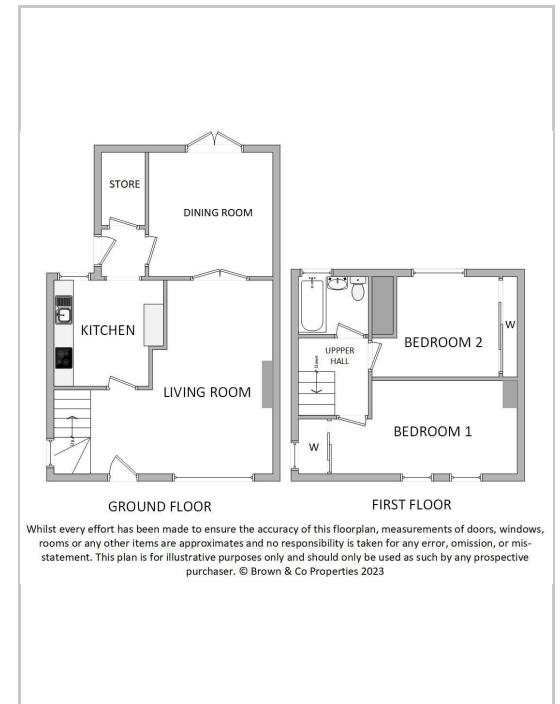 STORE
DINING ROOM
KITCHEN
LIVING ROOM
Up
UPPPER
HALL
Down
BEDROOM 2
W
BEDROOM 1
W
GROUND FLOOR
FIRST FLOOR
Whilst every effort has been made to ensure the accuracy of this floorplan, measurements of doors, windows,
rooms or any other items are approximates and no responsibility is taken for any error, omission, or mis-
statement. This plan is for illustrative purposes only and should only be used as such by any prospective
purchaser. © Brown & Co Properties 2023